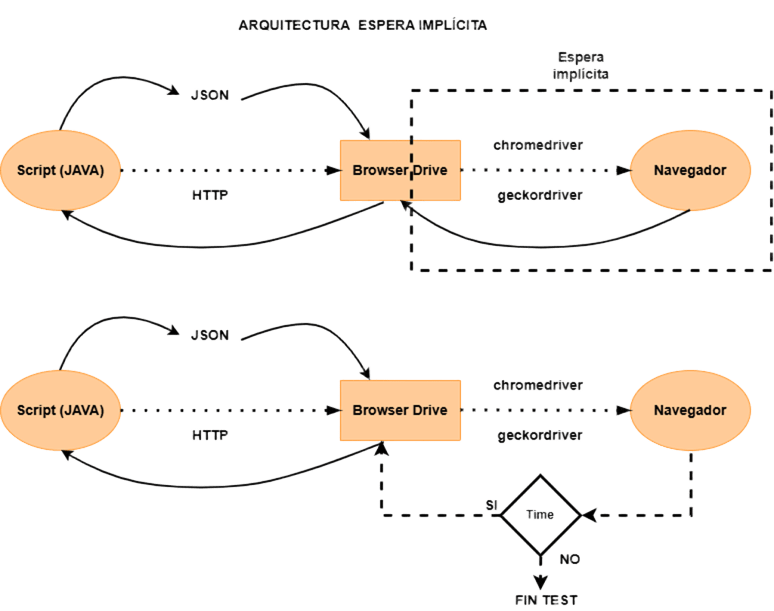 ARQUITECTURA ESPERA IMPLÍCITA
Espera
implícita
JSON
chromedriver
Script (JAVA)
Browser Drive
Navegador
HTTP
geckordriver
JSON
chromedriver
Script (JAVA)
Browser Drive
Navegador
HTTP
geckordriver
SI
Time
NO
FIN TEST